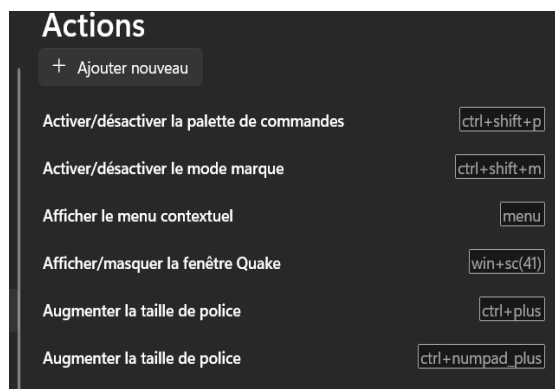 Actions
+ Ajouter nouveau
Activer/désactiver la palette de commandes ctrl+shift+p
Activer/désactiver le mode marque ctrl+shift+m
Afficher le menu contextuel menu
Afficher/masquer la fenêtre Quake win+sc(41)
Augmenter la taille de police ctrl+plus
Augmenter la taille de police ctrl+numpad_plus